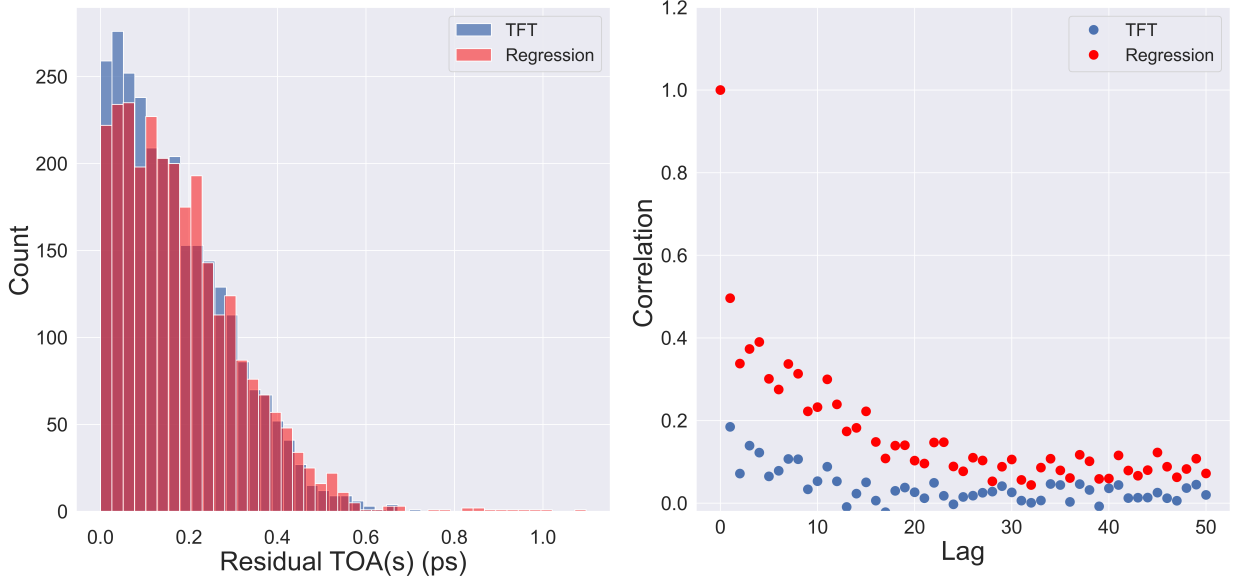 TFT
Regression
250
200
150
100
50
0
Count
0.0 0.2 0.4 0.6 0.8 1.0
Residual TOA(s) (ps)
TFT
Regression
1.2
1.0
0.8
0.6
0.4
0.2
0.0
Correlation
0 10 20 30 40 50
Lag